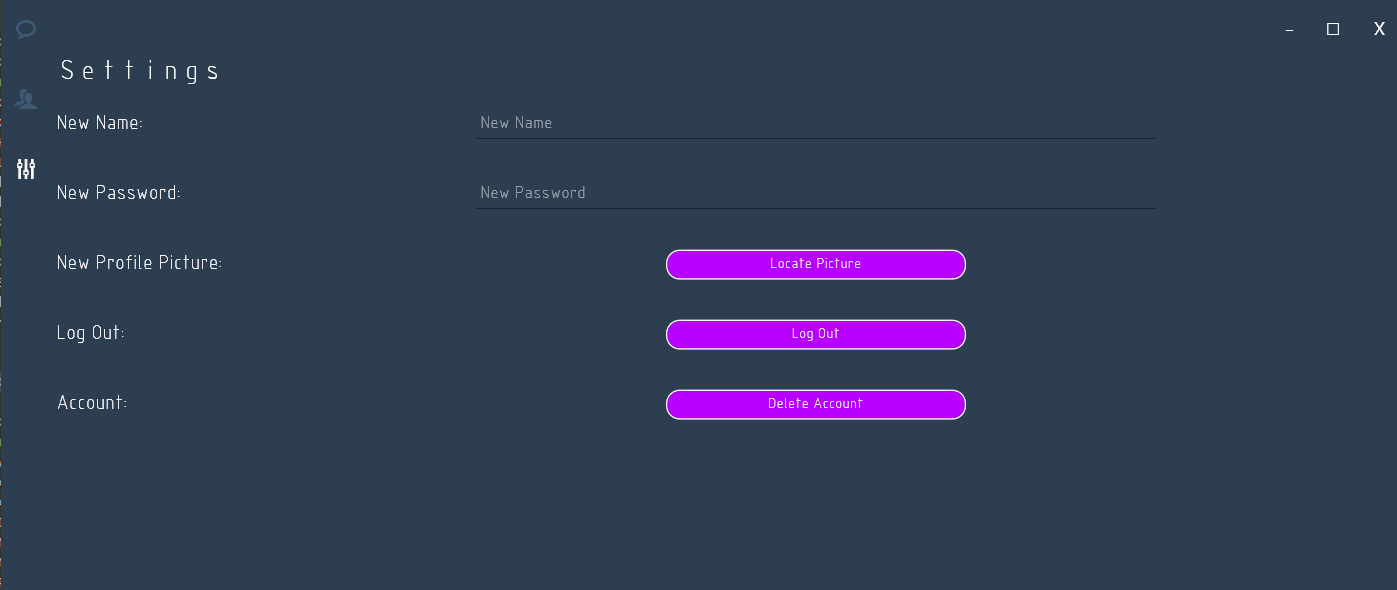 Settings
New Name:
New Name
New Password:
New Password
New Profile Picture:
Locate Picture
Log Out:
Log Out
Account:
Delete Account